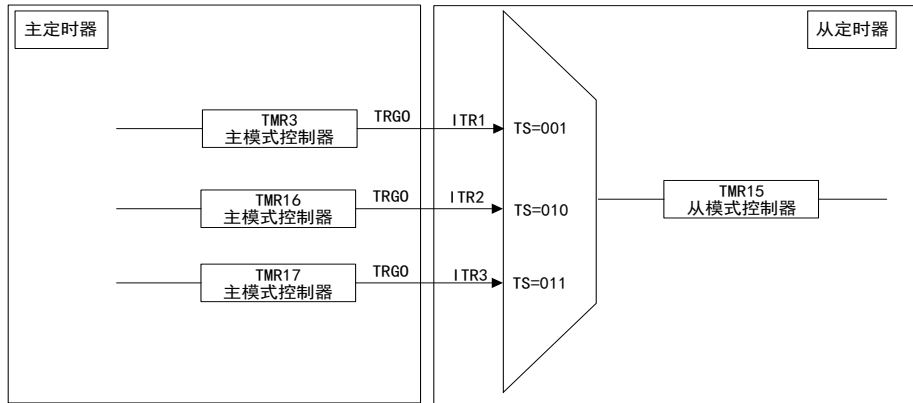 主定时器
从定时器
TMR3
主模式控制器
TRGO
ITR1
TS=001
TMR16
主模式控制器
TRGO
ITR2
TS=010
TMR15
从模式控制器
TMR17
主模式控制器
TRGO
ITR3
TS=011